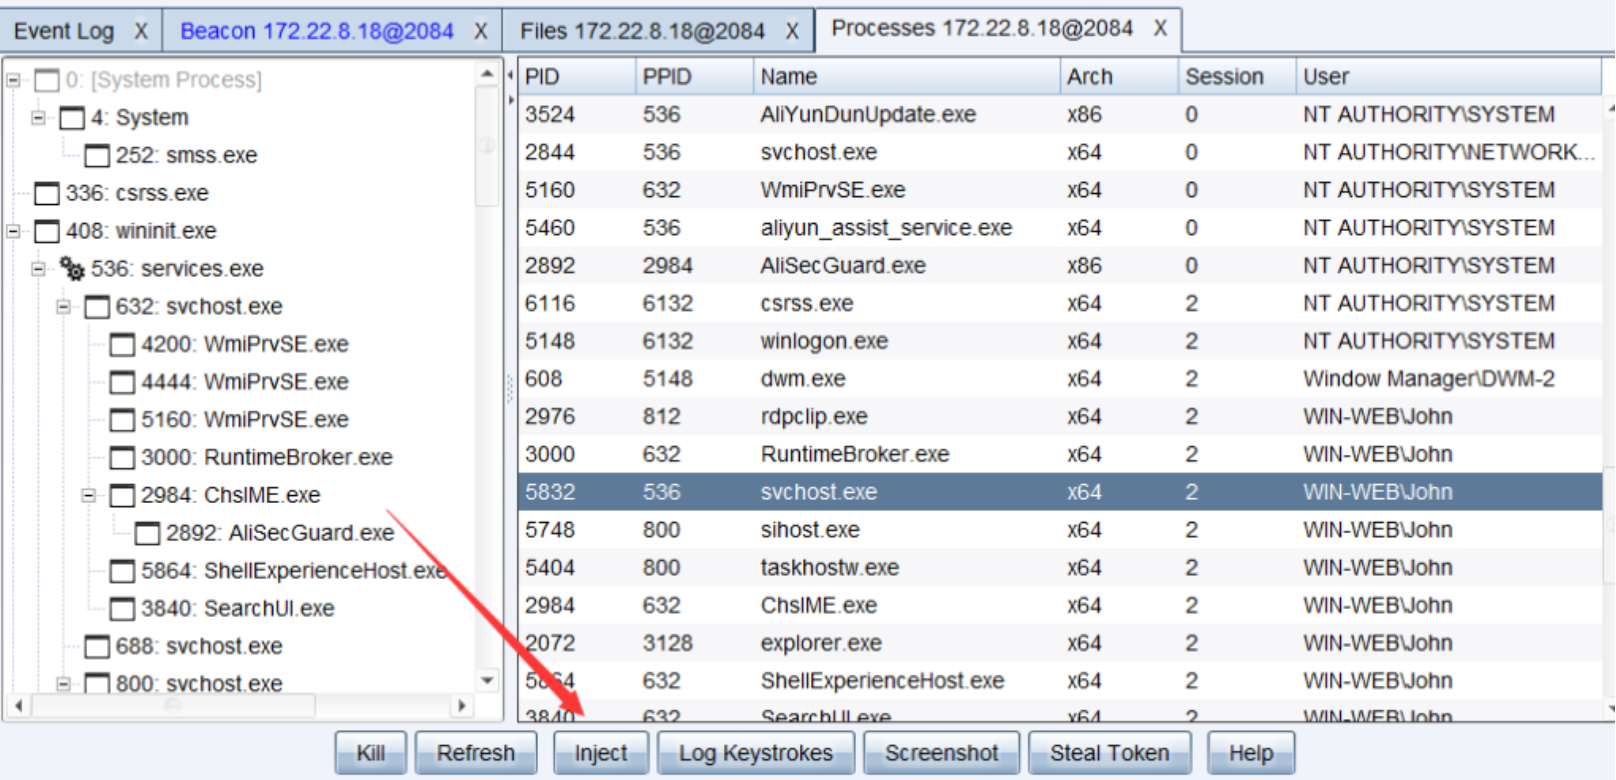 Event Log X Beacon 172.22.8.18@2084 X Files 172.22.8.18@2084 X Processes 172.22.8.18@2084 X
0: [System Process]
4: System
252: smss.exe
336: csrss.exe
408: wininit.exe
536: services.exe
632: svchost.exe
4200: WmiPrvSE.exe
4444: WmiPrvSE.exe
5160: WmiPrvSE.exe
3000: RuntimeBroker.exe
2984: ChsIME.exe
2892: AliSecGuard.exe
5864: ShellExperienceHost.exe
3840: SearchUI.exe
688: svchost.exe
800: svchost.exe
PID PPID Name Arch Session User
3524 536 AliYunDunUpdate.exe x86 0 NT AUTHORITY\SYSTEM
2844 536 svchost.exe x64 0 NT AUTHORITY\NETWORK...
5160 632 WmiPrvSE.exe x64 0 NT AUTHORITY\SYSTEM
5460 536 aliyun_assist_service.exe x64 0 NT AUTHORITY\SYSTEM
2892 2984 AliSecGuard.exe x86 0 NT AUTHORITY\SYSTEM
6116 6132 csrss.exe x64 2 NT AUTHORITY\SYSTEM
5148 6132 winlogon.exe x64 2 NT AUTHORITY\SYSTEM
608 5148 dwm.exe x64 2 Window Manager\DWM-2
2976 812 rdpclip.exe x64 2 WIN-WEB\John
3000 632 RuntimeBroker.exe x64 2 WIN-WEB\John
5832 536 svchost.exe x64 2 WIN-WEB\John
5748 800 sihost.exe x64 2 WIN-WEB\John
5404 800 taskhostw.exe x64 2 WIN-WEB\John
2984 632 ChsIME.exe x64 2 WIN-WEB\John
2072 3128 explorer.exe x64 2 WIN-WEB\John
5864 632 ShellExperienceHost.exe x64 2 WIN-WEB\John
3840 632 SearchUI.exe x64 2 WIN-WEB\John
Kill Refresh Inject Log Keystrokes Screenshot Steal Token Help